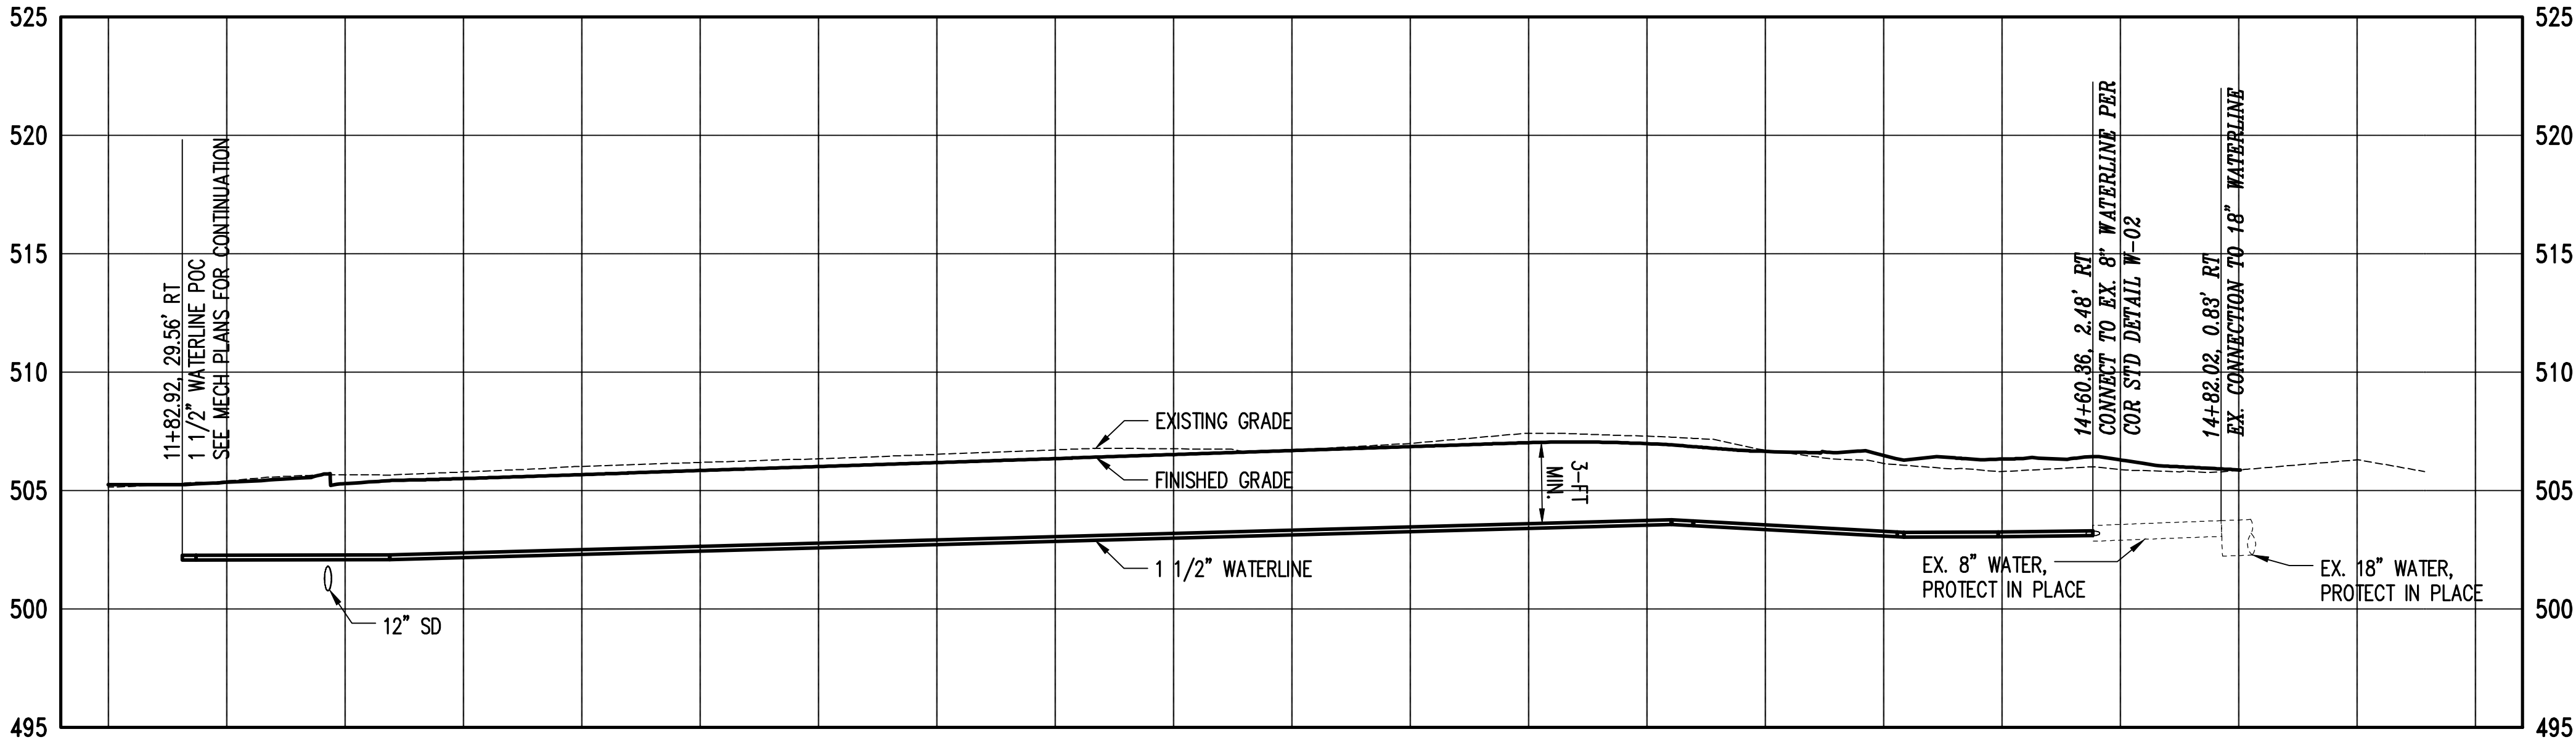 525
520
515
510
505
500
495
11+82.92, 29.56' RT
1 1/2" WATERLINE POC
SEE MECH PLANS FOR CONTINUATION
EXISTING GRADE
FINISHED GRADE
1 1/2" WATERLINE
12" SD
3-FT
MIN.
14+60.36, 2.48' RT
CONNECT TO EX. 8" WATERLINE PER
COR STD DETAIL W-02
14+82.02, 0.83' RT
EX. CONNECTION TO 18" WATERLINE
EX. 8" WATER,
PROTECT IN PLACE
EX. 18" WATER,
PROTECT IN PLACE
525
520
515
510
505
500
495